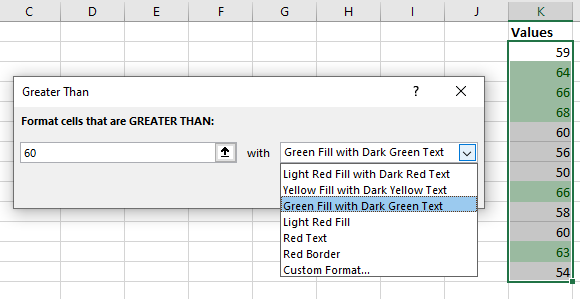 C D E F G H I J K
Values
59
64
66
68
60
56
50
66
58
60
63
54
Greater Than ?
Format cells that are GREATER THAN:
60 with Green Fill with Dark Green Text
Light Red Fill with Dark Red Text
Yellow Fill with Dark Yellow Text
Green Fill with Dark Green Text
Light Red Fill
Red Text
Red Border
Custom Format...